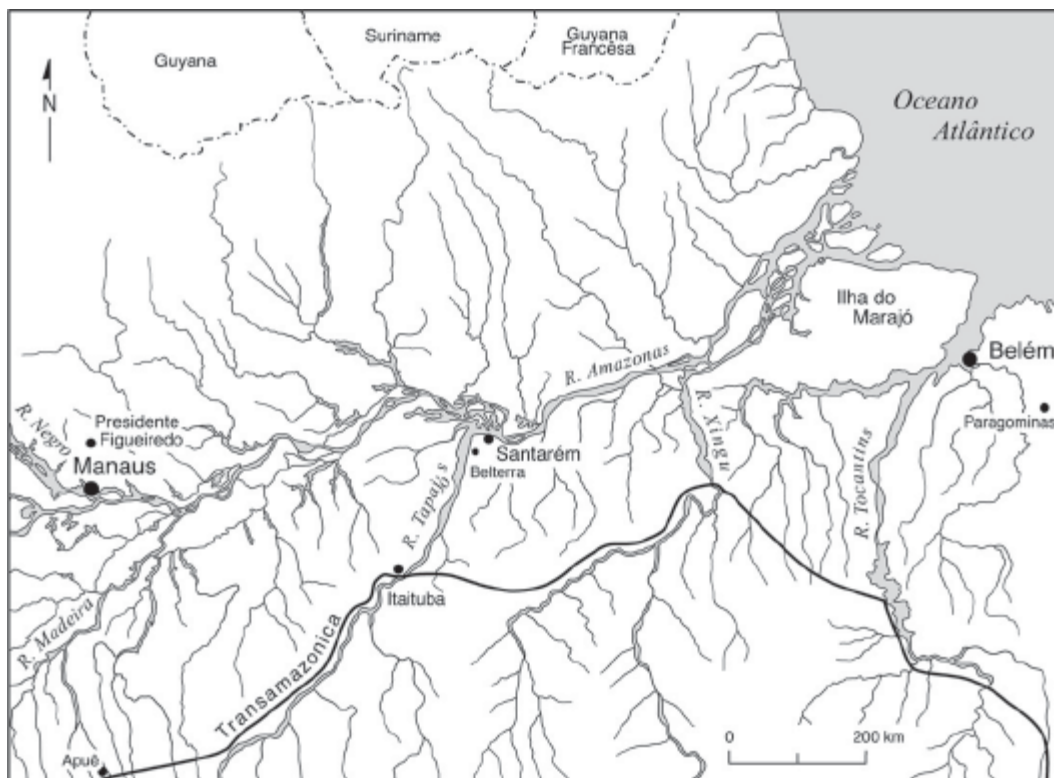 Guyana
Suriname
Guyana
Francêsa
N
Oceano
Atlântico
Ilha do
Marajó
R. Amazonas
Belém
R. Negro
Presidente
Figueiredo
Manaus
Santarém
Belterra
R. Xingu
Paragominas
R. Tapajós
R. Tocantins
Itaituba
R. Madeira
Transamazonica
Apuê
0
200 km